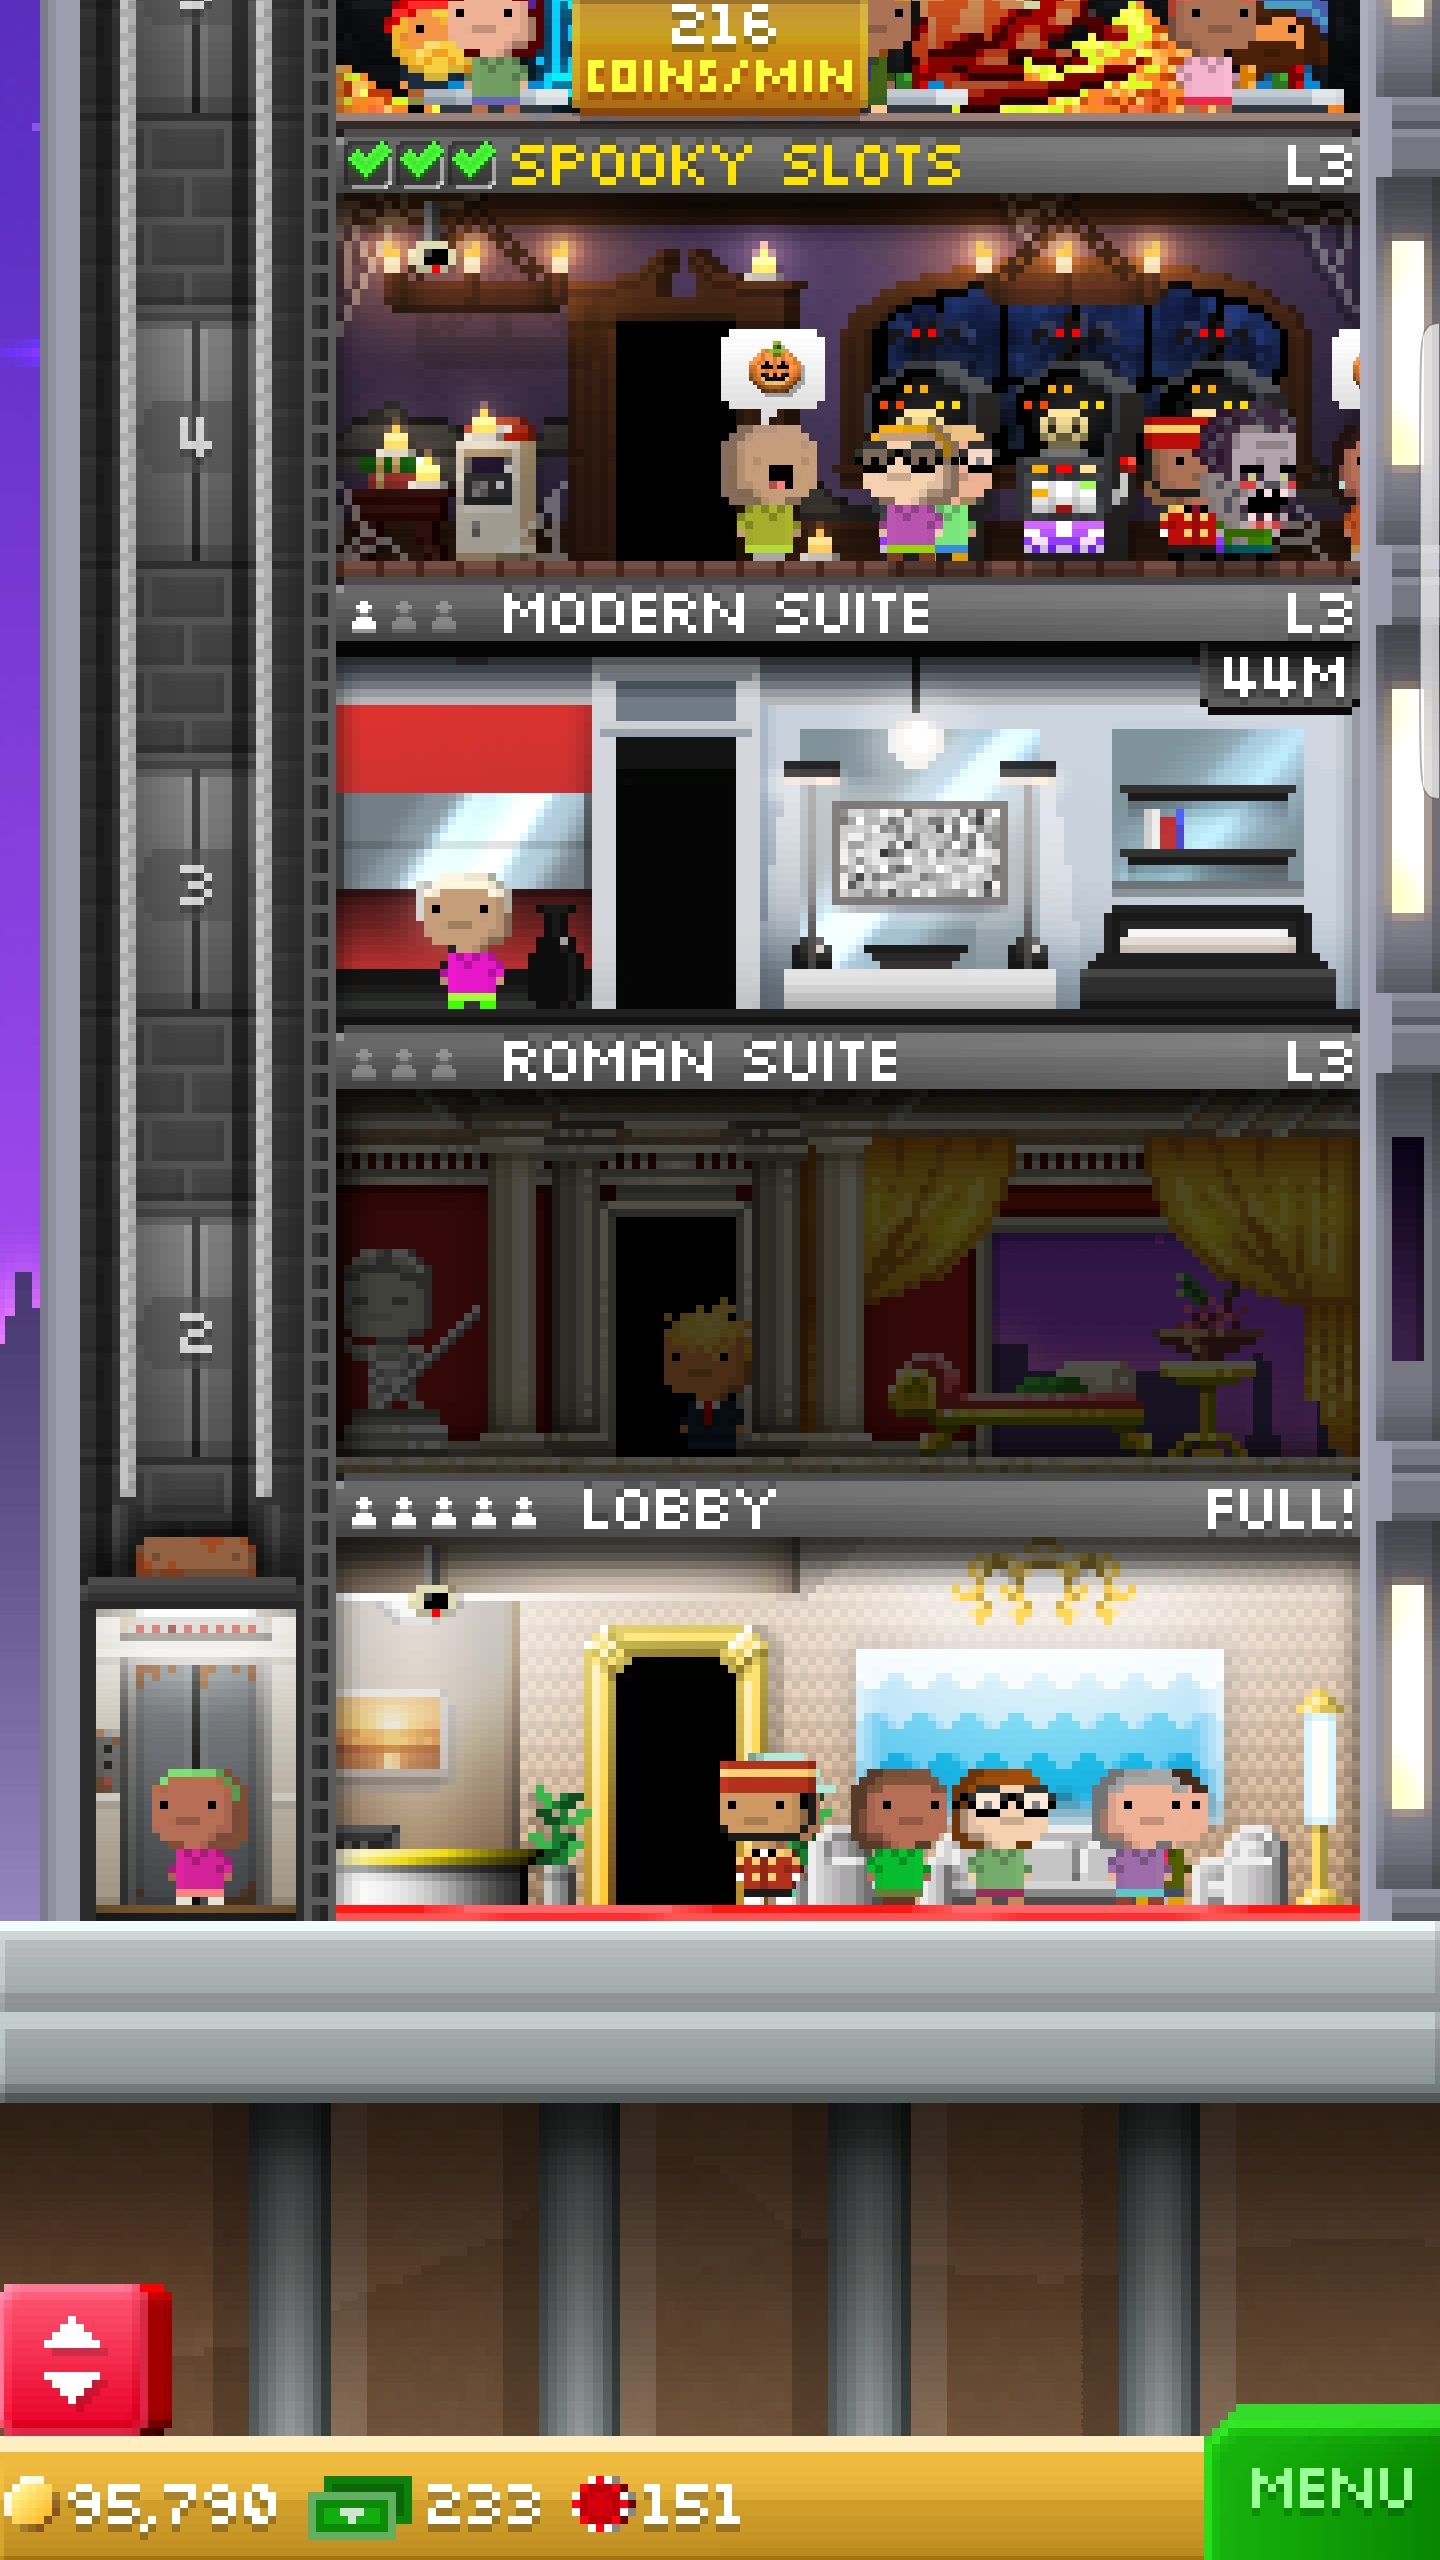 216
COINS/MIN
SPOOKY SLOTS L3
4
MODERN SUITE L3
44M
3
ROMAN SUITE L3
2
LOBBY FULL!
MENU
95,790 233 151